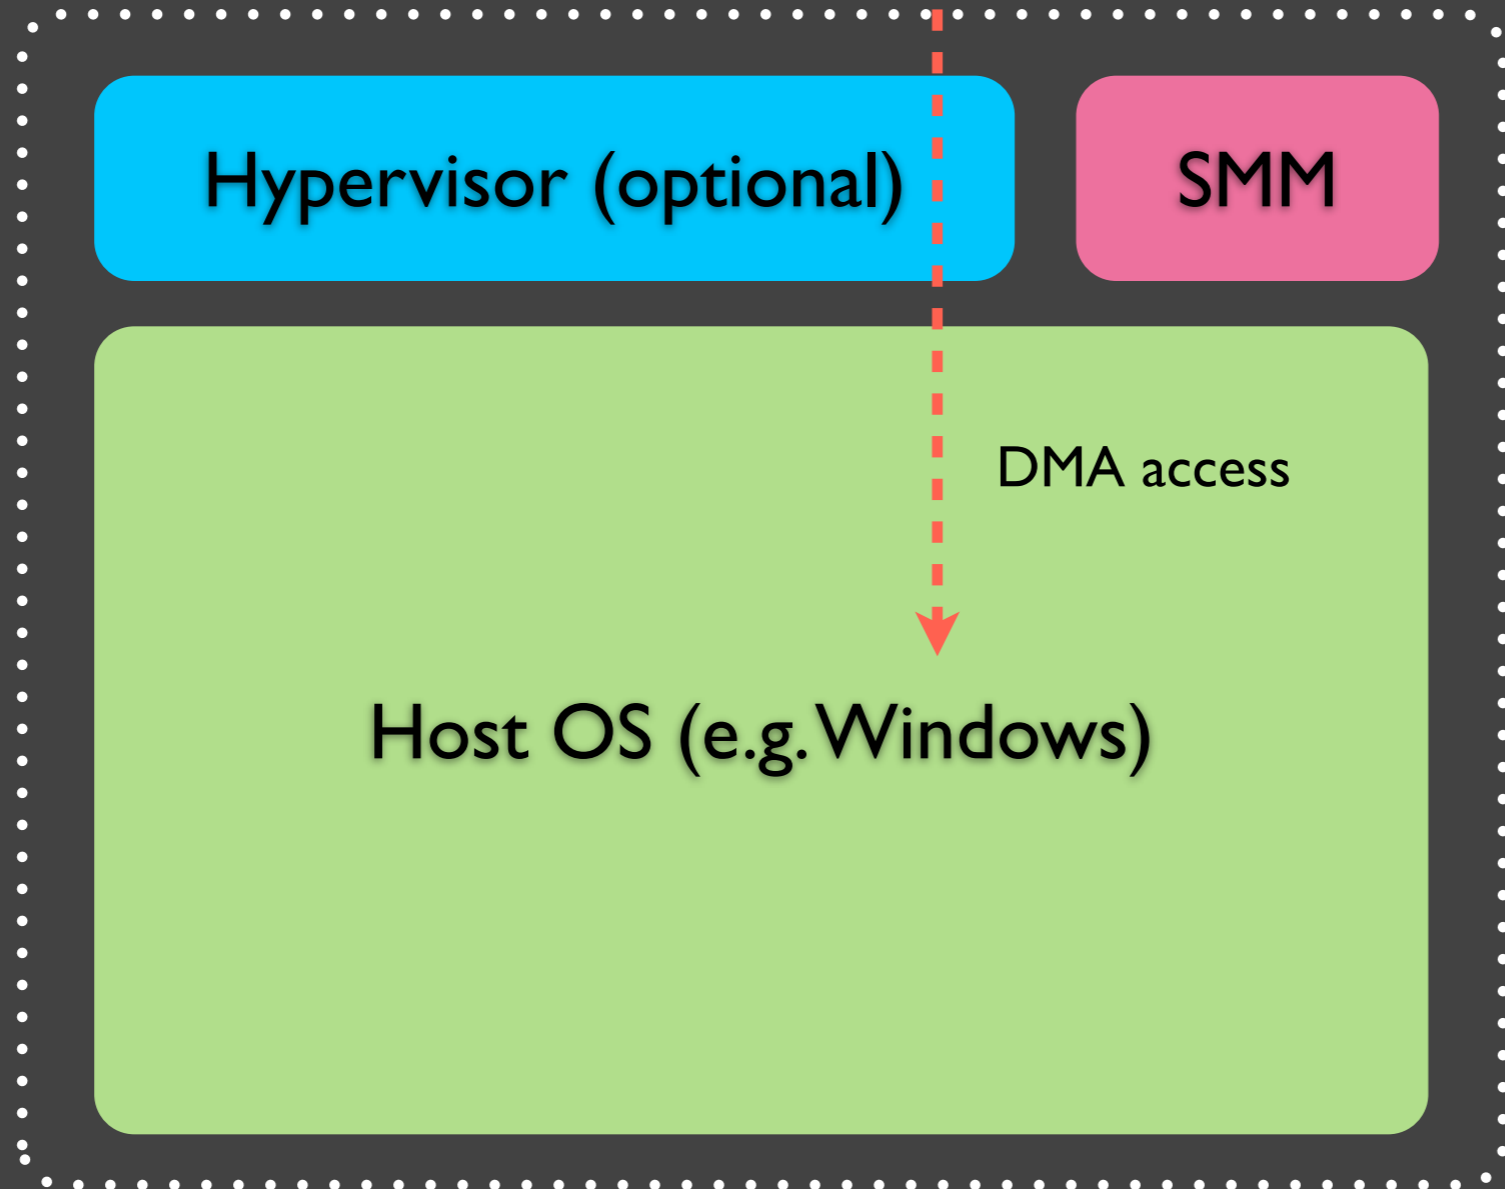 Hypervisor (optional)
SMM
DMA access
Host OS (e.g. Windows)